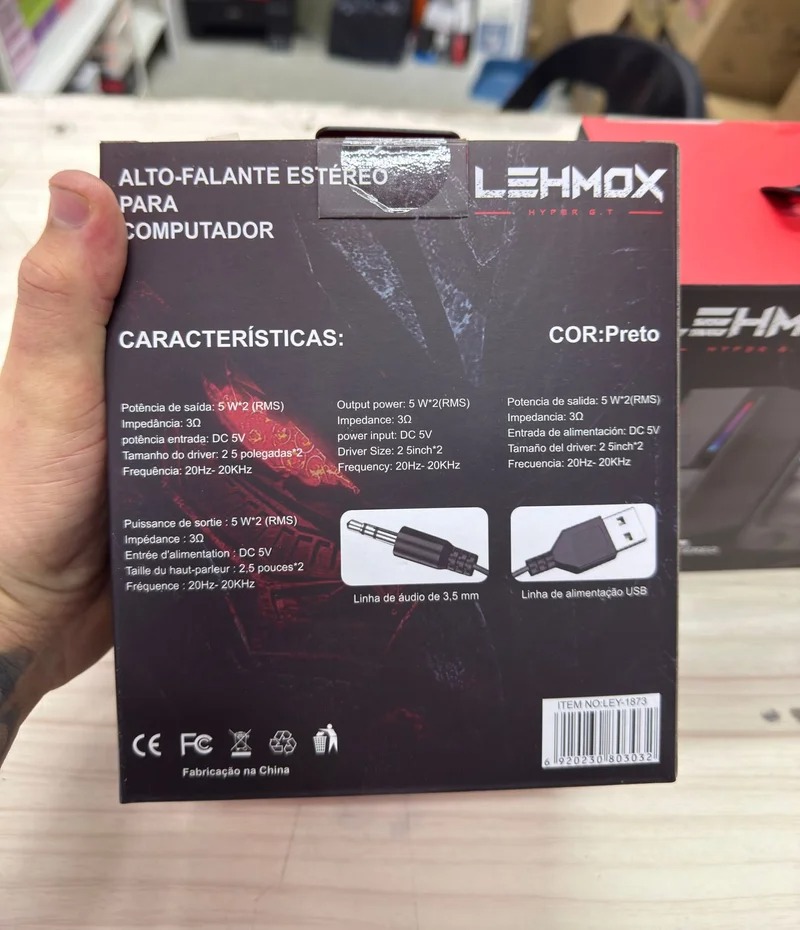 ALTO-FALANTE ESTÉREO
PARA
COMPUTADOR
LEHMOX
HYPER G.T
CARACTERÍSTICAS:
COR:Preto
Potência de saída: 5 W*2 (RMS)
Impedância: 3Ω
potência entrada: DC 5V
Tamanho do driver: 2 5 polegadas*2
Frequência: 20Hz- 20KHz
Output power: 5 W*2(RMS)
Impedance: 3Ω
power input: DC 5V
Driver Size: 2 5inch*2
Frequency: 20Hz- 20KHz
Potencia de salida: 5 W*2(RMS)
Impedancia: 3Ω
Entrada de alimentación: DC 5V
Tamaño del driver: 2 5inch*2
Frecuencia: 20Hz- 20KHz
Puissance de sortie : 5 W*2 (RMS)
Impédance : 3Ω
Entrée d'alimentation : DC 5V
Taille du haut-parleur : 2,5 pouces*2
Fréquence : 20Hz- 20KHz
Linha de áudio de 3,5 mm
Linha de alimentação USB
ITEM NO:LEY-1873
6 920230 803032
CE FC
Fabricação na China
EHM